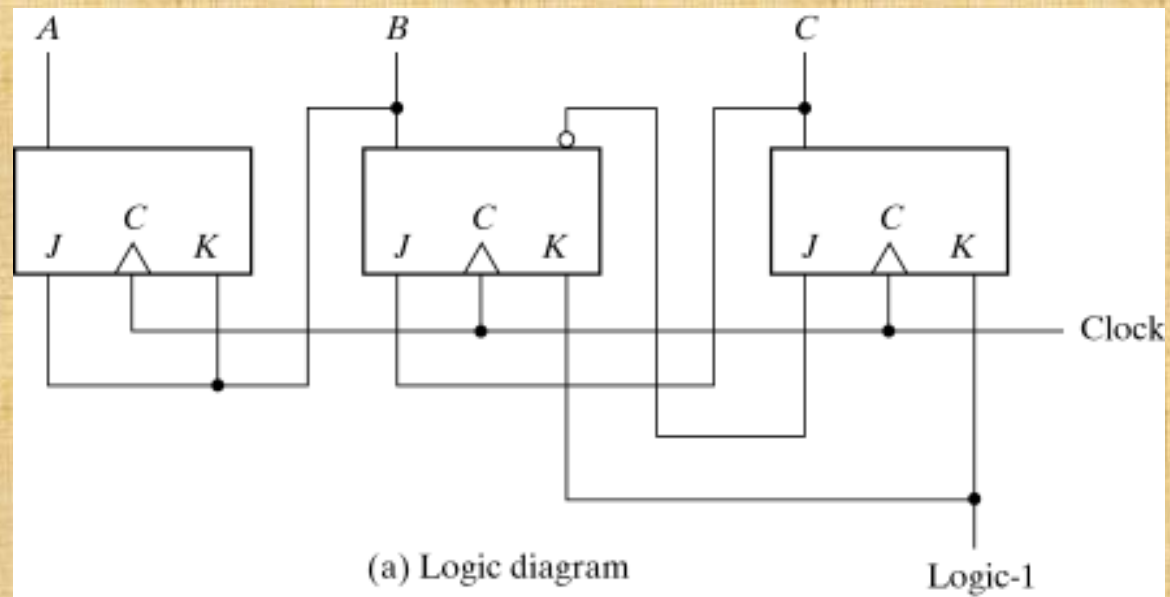 A B C
C C C
J K J K J K
Clock
(a) Logic diagram
Logic-1